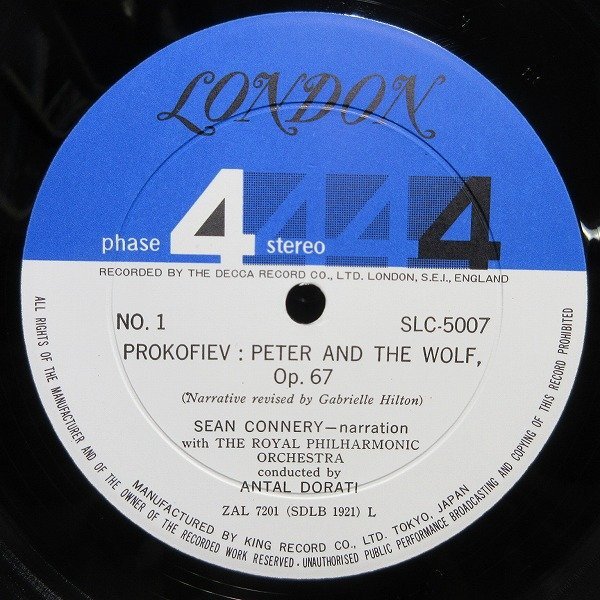 LONDON
phase 4 stereo 4 4 4
RECORDED BY THE DECCA RECORD CO., LTD. LONDON, S.E.I., ENGLAND
NO. 1 SLC-5007
PROKOFIEV : PETER AND THE WOLF,
Op. 67
(Narrative revised by Gabrielle Hilton)
SEAN CONNERY—narration
with THE ROYAL PHILHARMONIC
ORCHESTRA
conducted by
ANTAL DORATI
ZAL 7201 (SDLB 1921) L
MANUFACTURED BY KING RECORD CO., LTD. TOKYO, JAPAN
ALL RIGHTS OF THE MANUFACTURER AND OF THE OWNER OF THE RECORDED WORK RESERVED · UNAUTHORISED PUBLIC PERFORMANCE BROADCASTING AND COPYING OF THIS RECORD PROHIBITED